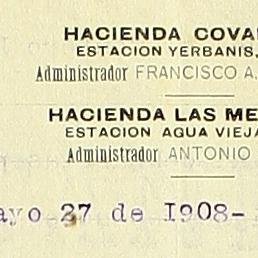 HACIENDA COVA
ESTACION YERBANIS,
Administrador FRANCISCO A.
HACIENDA LAS ME
ESTACION AGUA VIEJA
Administrador ANTONIO
ayo 27 de 1908-